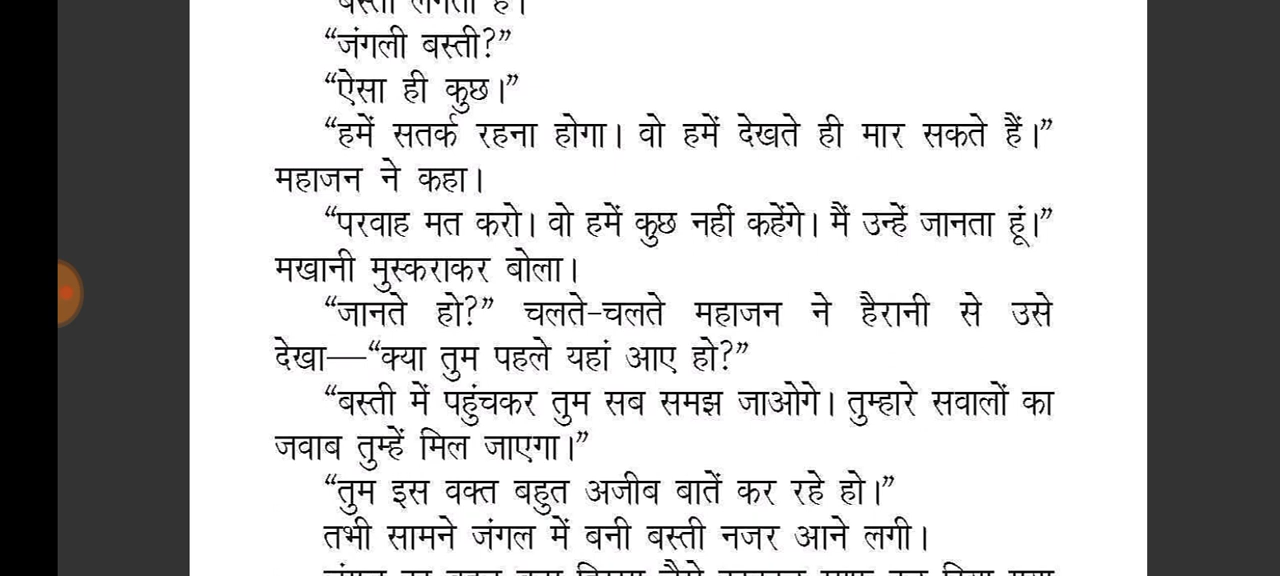 बस्ती लगती है।
“जंगली बस्ती?”
“ऐसा ही कुछ।”
“हमें सतर्क रहना होगा। वो हमें देखते ही मार सकते हैं।”
महाजन ने कहा।
“परवाह मत करो। वो हमें कुछ नहीं कहेंगे। मैं उन्हें जानता हूं।”
मखानी मुस्कराकर बोला।
“जानते हो?” चलते-चलते महाजन ने हैरानी से उसे
देखा—“क्या तुम पहले यहां आए हो?”
“बस्ती में पहुंचकर तुम सब समझ जाओगे। तुम्हारे सवालों का
जवाब तुम्हें मिल जाएगा।”
“तुम इस वक्त बहुत अजीब बातें कर रहे हो।”
तभी सामने जंगल में बनी बस्ती नजर आने लगी।